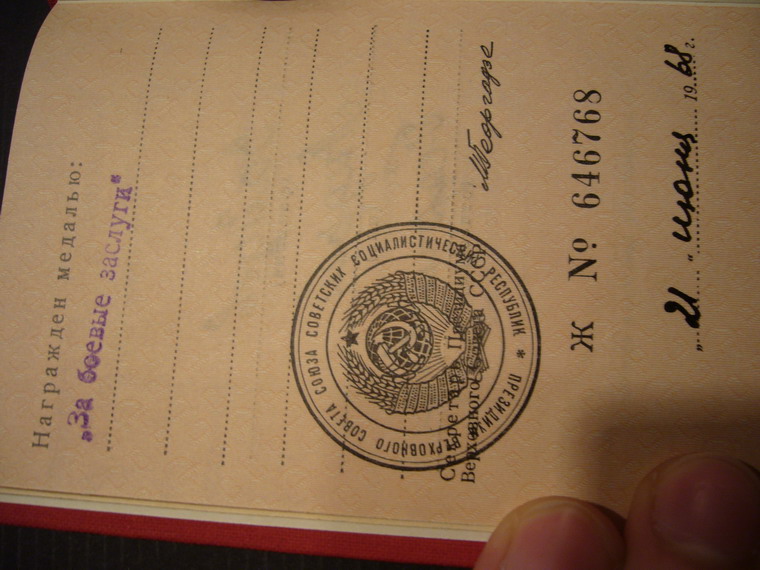 Награжден медалью:
„За боевые заслуги"
ПРЕЗИДИУМ ВЕРХОВНОГО СОВЕТА СОЮЗА СОВЕТСКИХ СОЦИАЛИСТИЧЕСКИХ РЕСПУБЛИК *
Секретарь Президиума
Верховного Совета СССР
МГеоргадзе
Ж № 646768
„21" июня 1968 г.